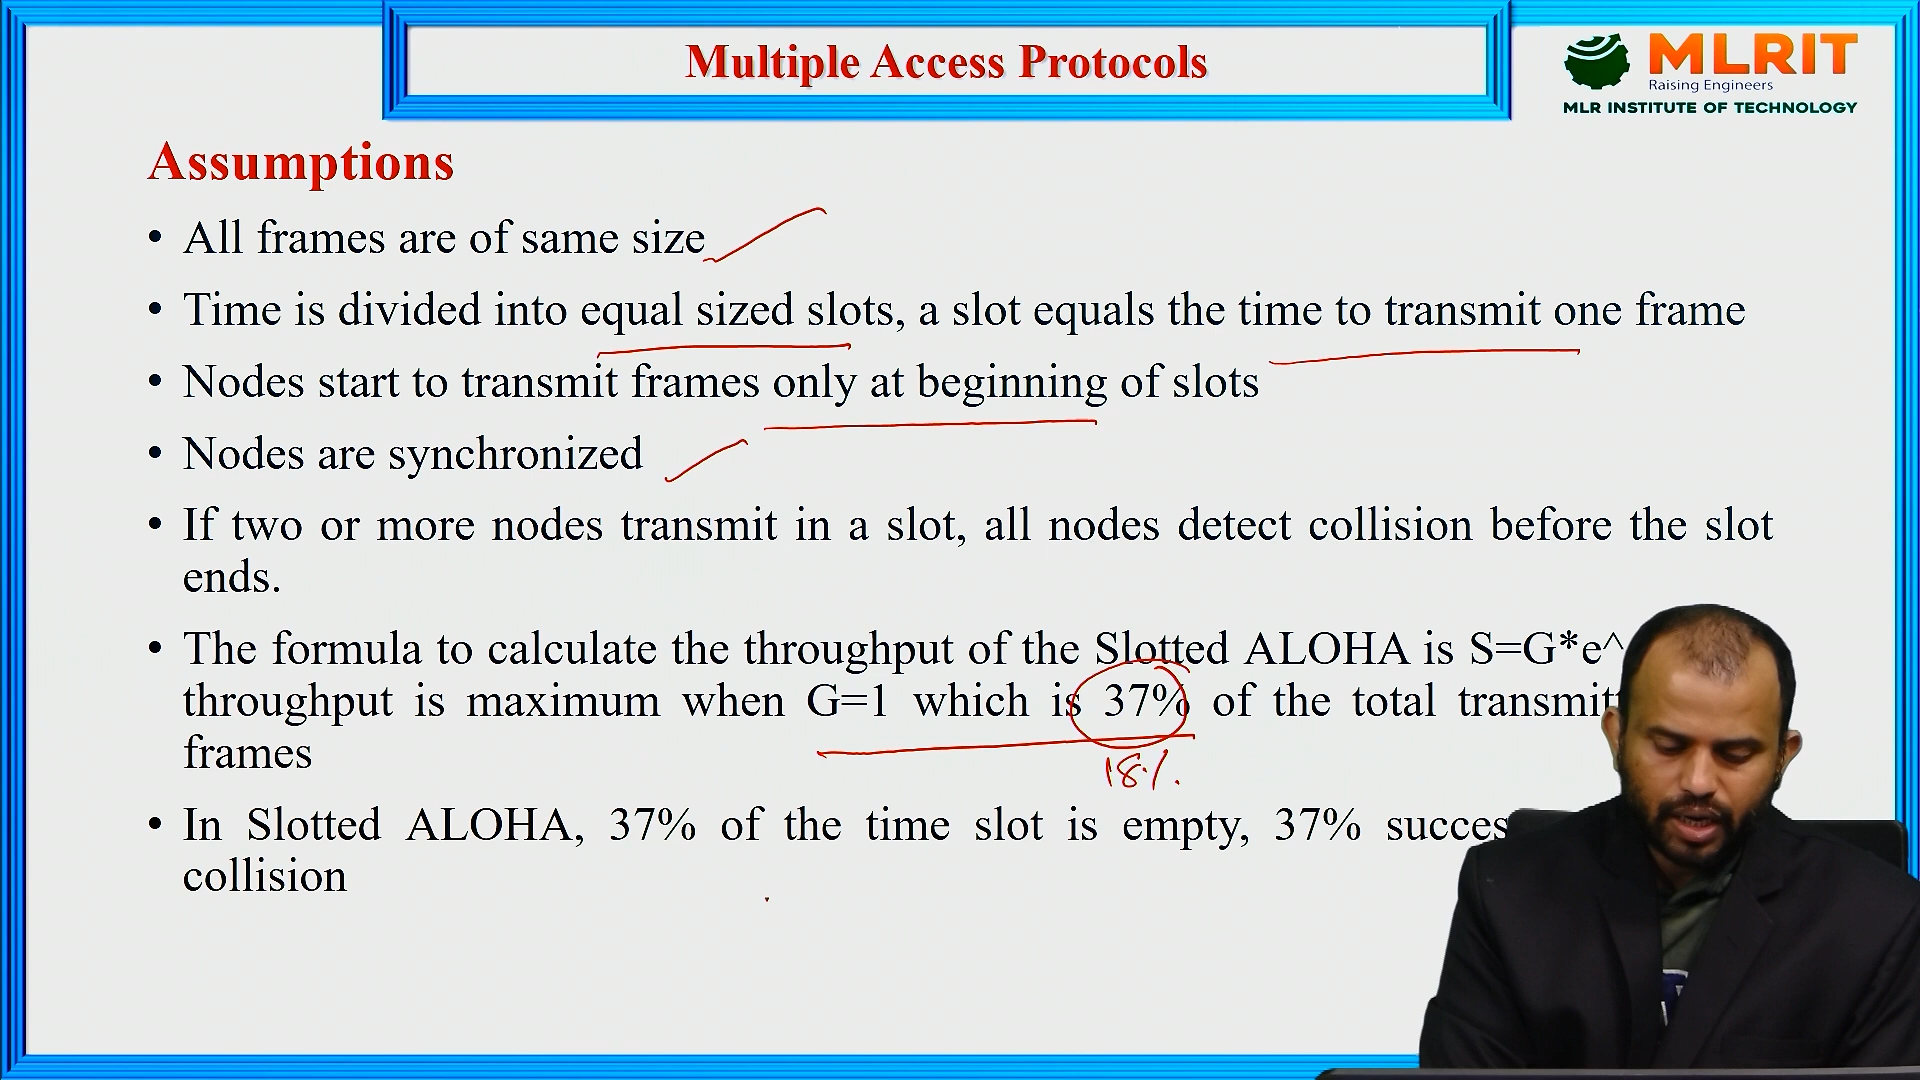 Multiple Access Protocols
MLRIT
Raising Engineers
MLR INSTITUTE OF TECHNOLOGY
Assumptions
• All frames are of same size
• Time is divided into equal sized slots, a slot equals the time to transmit one frame
• Nodes start to transmit frames only at beginning of slots
• Nodes are synchronized
• If two or more nodes transmit in a slot, all nodes detect collision before the slot
ends.
• The formula to calculate the throughput of the Slotted ALOHA is S=G*e^
throughput is maximum when G=1 which is 37% of the total
frames
18%.
• In Slotted ALOHA, 37% of the time slot is empty, 37%
collision